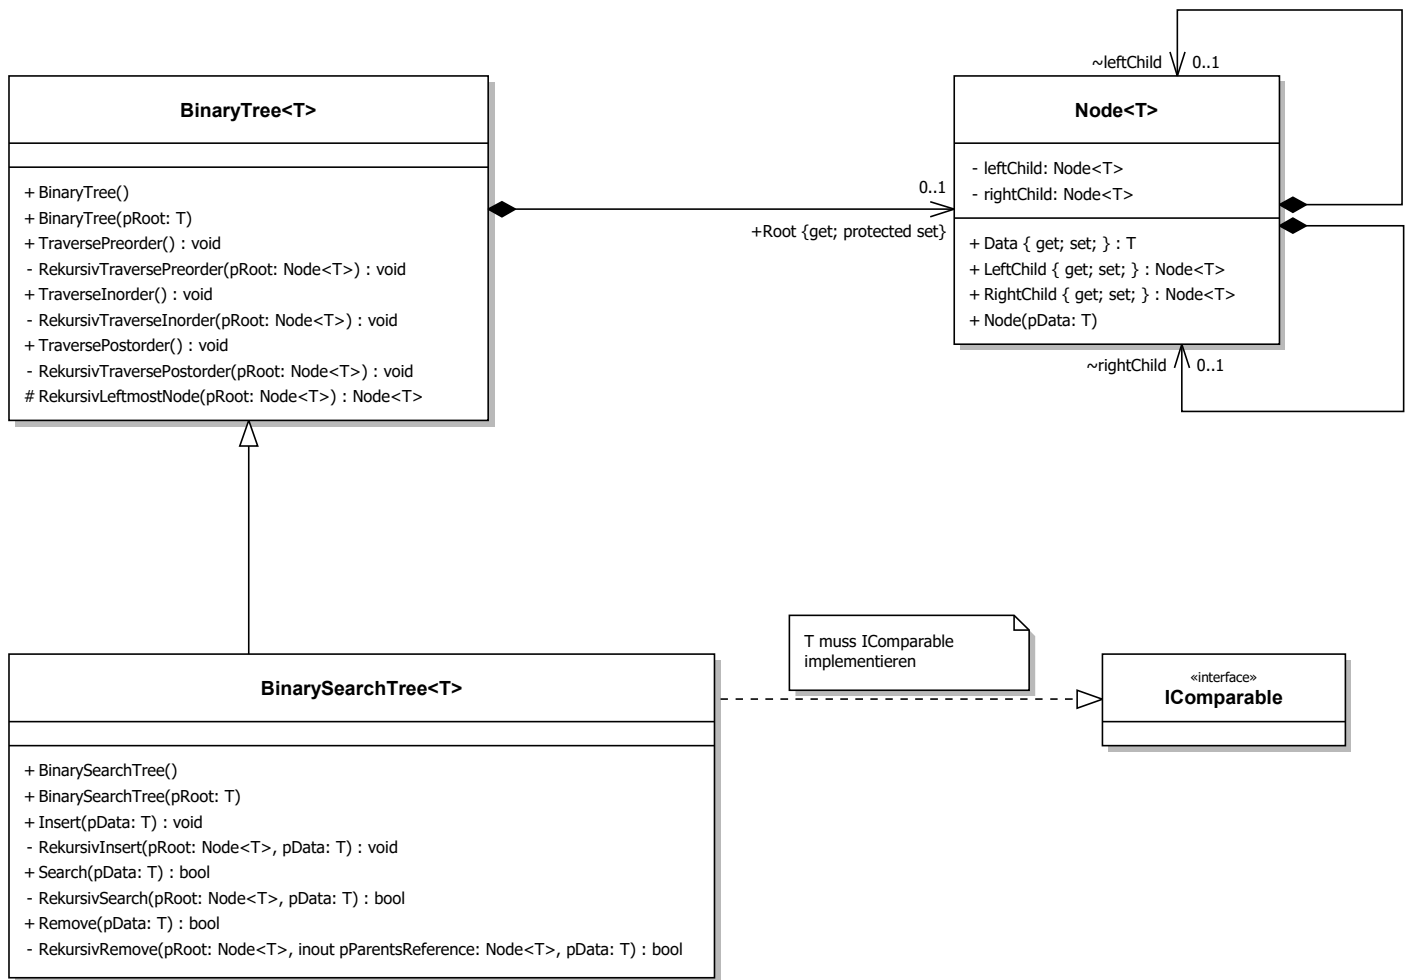 ~leftChild
0..1
BinaryTree<T>
+ BinaryTree()
+ BinaryTree(pRoot: T)
+ TraversePreorder() : void
- RekursivTraversePreorder(pRoot: Node<T>) : void
+ TraverseInorder() : void
- RekursivTraverseInorder(pRoot: Node<T>) : void
+ TraversePostorder() : void
- RekursivTraversePostorder(pRoot: Node<T>) : void
# RekursivLeftmostNode(pRoot: Node<T>) : Node<T>
0..1
+Root {get; protected set}
Node<T>
- leftChild: Node<T>
- rightChild: Node<T>
+ Data { get; set; } : T
+ LeftChild { get; set; } : Node<T>
+ RightChild { get; set; } : Node<T>
+ Node(pData: T)
~rightChild
0..1
BinarySearchTree<T>
+ BinarySearchTree()
+ BinarySearchTree(pRoot: T)
+ Insert(pData: T) : void
- RekursivInsert(pRoot: Node<T>, pData: T) : void
+ Search(pData: T) : bool
- RekursivSearch(pRoot: Node<T>, pData: T) : bool
+ Remove(pData: T) : bool
- RekursivRemove(pRoot: Node<T>, inout pParentsReference: Node<T>, pData: T) : bool
T muss IComparable
implementieren
«interface»
IComparable